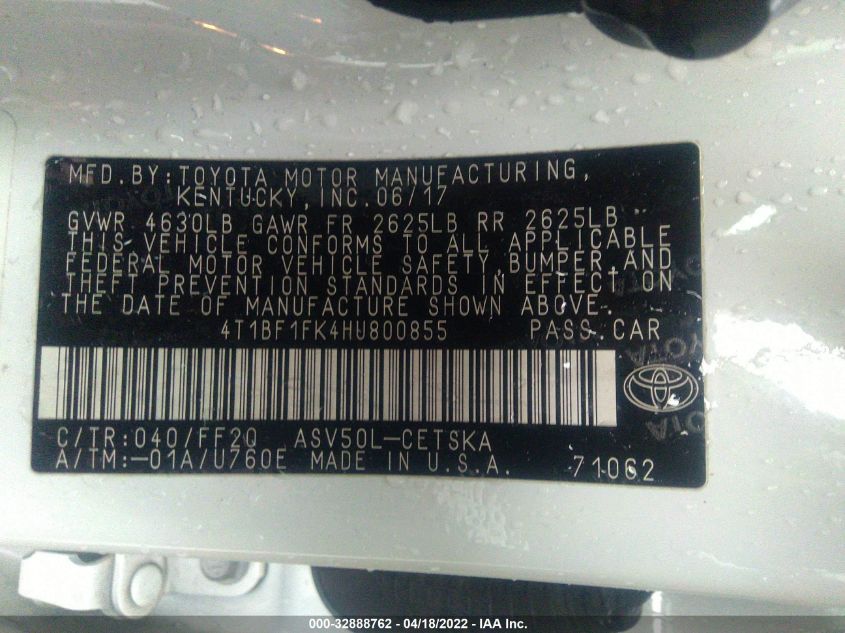 MFD.BY:TOYOTA MOTOR MANUFACTURING,
KENTUCKY, INC.06/17
GVWR 4630LB GAWR FR 2625LB RR 2625LB
THIS VEHICLE CONFORMS TO ALL APPLICABLE
FEDERAL MOTOR VEHICLE SAFETY,BUMPER,AND
THEFT PREVENTION STANDARDS IN EFFECT ON
THE DATE OF MANUFACTURE SHOWN ABOVE.
4T1BF1FK4HU800855 PASS.CAR
C/TR:040/FF20 ASV50L-CETSKA
A/TM:-01A/U760E MADE IN U.S.A. 71062
000-32888762 - 04/18/2022 - IAA Inc.